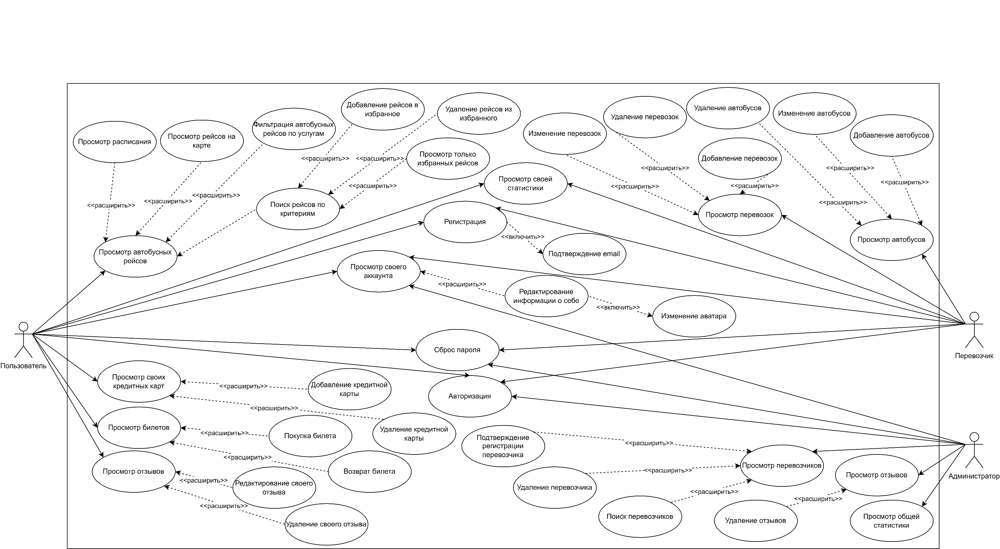 Добавление рейсов в
избранное
Удаление рейсов из
избранного
Удаление перевозок
Удаление автобусов
Изменение автобусов
Просмотр расписания
Просмотр рейсов на
карте
Фильтрация автобусных
рейсов по услугам
Изменение перевозок
Добавление автобусов
<<расширить>>
<<расширить>>
Просмотр только
избранных рейсов
Добавление перевозок
<<расширить>>
<<расширить>>
<<расширить>>
<<расширить>>
<<расширить>>
<<расширить>>
<<расширить>>
Просмотр своей
статистики
<<расширить>>
<<расширить>>
<<расширить>>
<<расширить>>
Поиск рейсов по
критериям
Регистрация
Просмотр перевозок
<<включить>>
Просмотр автобусов
Просмотр автобусных
рейсов
Подтверждение email
Просмотр своего
аккаунта
<<расширить>>
Редактирование
информации о себе
<<включить>>
Изменение аватара
Сброс пароля
Пользователь
Перевозчик
Просмотр своих
кредитных карт
<<расширить>>
Добавление кредитной
карты
Авторизация
<<расширить>>
Просмотр билетов
<<расширить>>
Покупка билета
Удаление кредитной
карты
Подтверждение
регистрации
перевозчика
<<расширить>>
<<расширить>>
Просмотр отзывов
Возврат билета
<<расширить>>
Редактирование своего
отзыва
<<расширить>>
Удаление своего отзыва
Удаление перевозчика
<<расширить>>
Просмотр перевозчиков
Просмотр отзывов
Администратор
<<расширить>>
<<расширить>>
Поиск перевозчиков
Удаление отзывов
Просмотр общей
статистики